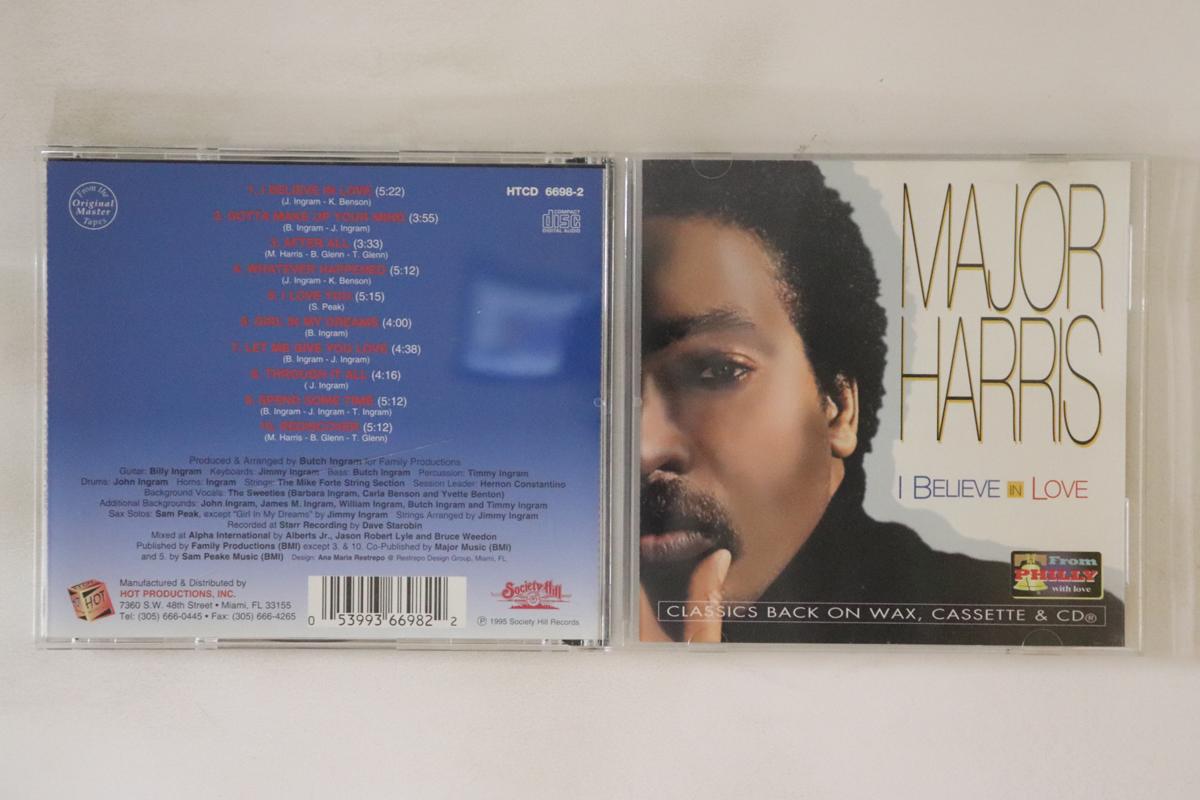 From the
Original
Master
Tapes
HTCD 6698-2
COMPACT
disc
DIGITAL AUDIO
1. I BELIEVE IN LOVE (5:22)
(J. Ingram - K. Benson)
2. GOTTA MAKE UP YOUR MIND (3:55)
(B. Ingram - J. Ingram)
3. AFTER ALL (3:33)
(M. Harris - B. Glenn - T. Glenn)
4. WHATEVER HAPPENED (5:12)
(J. Ingram - K. Benson)
5. I LOVE YOU (5:15)
(S. Peak)
6. GIRL IN MY DREAMS (4:00)
(B. Ingram)
7. LET ME GIVE YOU LOVE (4:38)
(B. Ingram - J. Ingram)
8. THROUGH IT ALL (4:16)
( J. Ingram)
9. SPEND SOME TIME (5:12)
(B. Ingram - J. Ingram - T. Ingram)
10. REDISCOVER (5:12)
(M. Harris - B. Glenn - T. Glenn)
Produced & Arranged by Butch Ingram for Family Productions
Guitar: Billy Ingram Keyboards: Jimmy Ingram Bass: Butch Ingram Percussion: Timmy Ingram
Drums: John Ingram Horns: Ingram Strings: The Mike Forte String Section Session Leader: Hernon Constantino
Background Vocals: The Sweeties (Barbara Ingram, Carla Benson and Yvette Benton)
Additional Backgrounds: John Ingram, James M. Ingram, William Ingram, Butch Ingram and Timmy Ingram
Sax Solos: Sam Peak, except "Girl In My Dreams" by Jimmy Ingram Strings Arranged by Jimmy Ingram
Recorded at Starr Recording by Dave Starobin
Mixed at Alpha International by Alberts Jr., Jason Robert Lyle and Bruce Weedon
Published by Family Productions (BMI) except 3. & 10. Co-Published by Major Music (BMI)
and 5. by Sam Peake Music (BMI) Design: Ana Maria Restrepo @ Restrepo Design Group, Miami, FL
HOT
Manufactured & Distributed by
HOT PRODUCTIONS, INC.
7360 S.W. 48th Street • Miami, FL 33155
Tel: (305) 666-0445 • Fax: (305) 666-4265
0 53993 66982 2
Society Hill
℗ 1995 Society Hill Records
MAJOR
HARRIS
I BELIEVE IN LOVE
From
PHILLY
with love
CLASSICS BACK ON WAX, CASSETTE & CD®